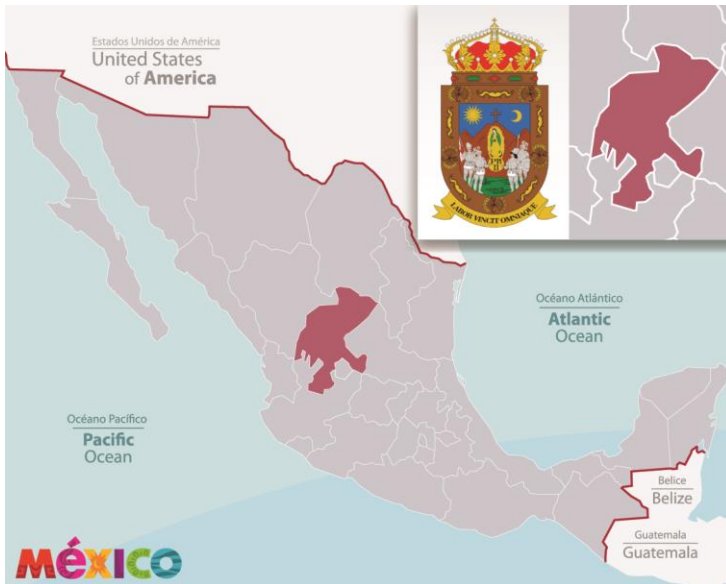 Estados Unidos de América
United States
of America
LABOR VINCIT OMNIAQUE
Océano Atlántico
Atlantic
Ocean
Océano Pacífico
Pacific
Ocean
Belice
Belize
Guatemala
Guatemala
MéXICO